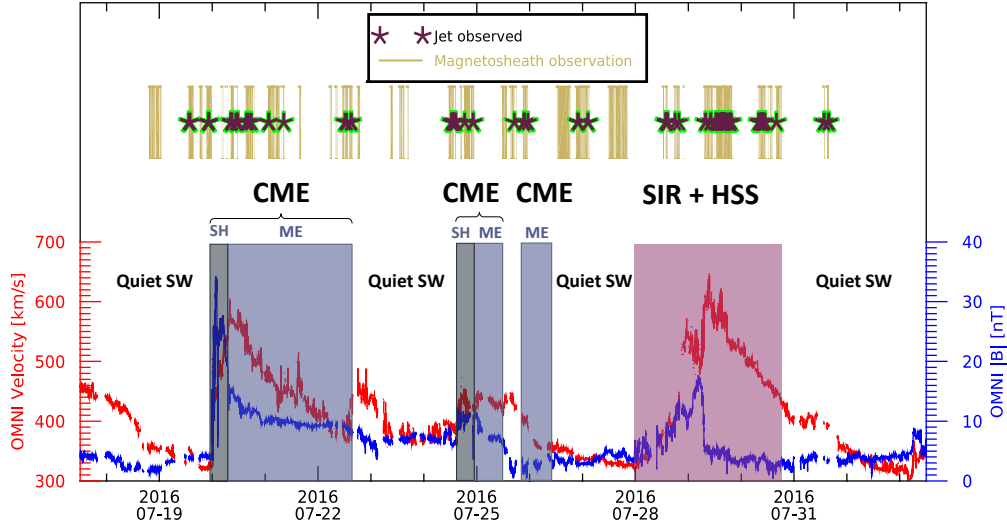 Jet observed
Magnetosheath observation
CME
CME CME
SIR + HSS
SH ME
SH ME
ME
700
600
500
400
300
OMNI Velocity [km/s]
40
30
20
10
0
OMNI |B| [nT]
Quiet SW
Quiet SW
Quiet SW
Quiet SW
2016
07-19
2016
07-22
2016
07-25
2016
07-28
2016
07-31